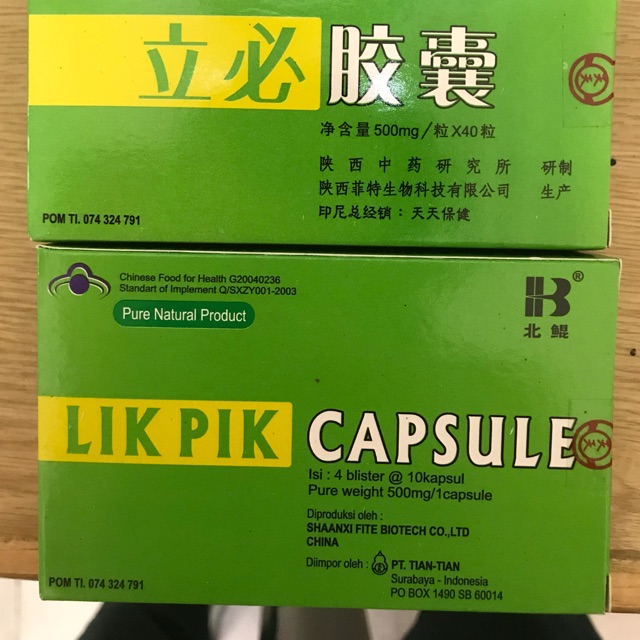 立必胶囊
净含量500mg/粒X40粒
陕西中药研究所 研制
陕西菲特生物科技有限公司 生产
印尼总经销：天天保健
POM TI. 074 324 791
Chinese Food for Health G20040236
Standart of Implement Q/SXZY001-2003
Pure Natural Product
B®
北鲲
LIK PIK CAPSULE
Isi : 4 blister @ 10kapsul
Pure weight 500mg/1capsule
Diproduksi oleh :
SHAANXI FITE BIOTECH CO.,LTD
CHINA
Diimpor oleh : PT. TIAN-TIAN
Surabaya - Indonesia
PO BOX 1490 SB 60014
POM TI. 074 324 791